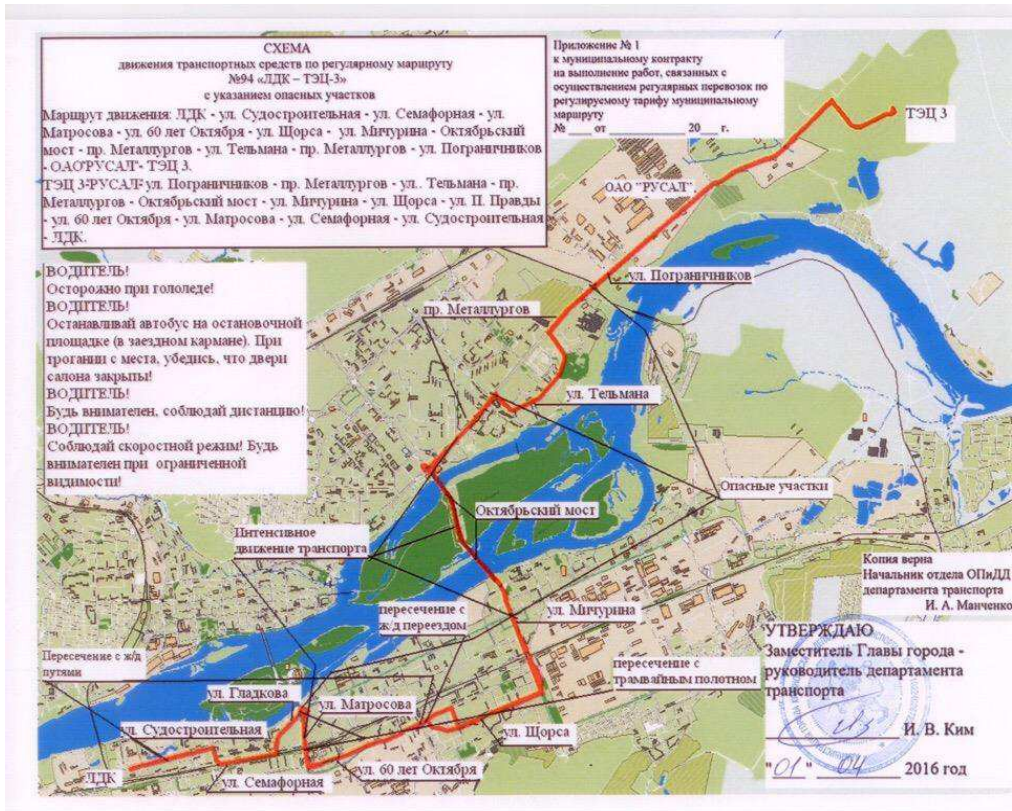 СХЕМА
движения транспортных средств по регулярному маршруту
№94 «ЛДК – ТЭЦ-3»
с указанием опасных участков
Маршрут движения: ЛДК - ул. Судостроительная - ул. Семафорная - ул.
Матросова - ул. 60 лет Октября - ул. Щорса - ул. Мичурина - Октябрьский
мост - пр. Металлургов - ул. Тельмана - пр. Металлургов - ул. Пограничников
- ОАО"РУСАЛ"- ТЭЦ 3.
ТЭЦ 3-РУСАЛ- ул. Пограничников - пр. Металлургов - ул.. Тельмана - пр.
Металлургов - Октябрьский мост - ул. Мичурина - ул. Щорса - ул. П. Правды
- ул. 60 лет Октября - ул. Матросова - ул. Семафорная - ул. Судостроительная
- ЛДК.
Приложение № 1
к муниципальному контракту
на выполнение работ, связанных с
осуществлением регулярных перевозок по
регулируемому тарифу муниципальному
маршруту
№ ____ от ____________ 20___ г.
ТЭЦ 3
ОАО "РУСАЛ",
ВОДИТЕЛЬ!
Осторожно при гололеде!
ВОДИТЕЛЬ!
Останавливай автобус на остановочной
площадке (в заездном кармане). При
трогании с места, убедись, что двери
салона закрыты!
ВОДИТЕЛЬ!
Будь внимателен, соблюдай дистанцию!
ВОДИТЕЛЬ!
Соблюдай скоростной режим! Будь
внимателен при ограниченной
видимости!
ул. Пограничников
пр. Металлургов
ул. Тельмана
Опасные участки
Октябрьский мост
Интенсивное
движение транспорта
Копия верна
Начальник отдела ОПиДД
департамента транспорта
И. А. Манченко
пересечение с
ж/д переездом
ул. Мичурина
УТВЕРЖДАЮ
Заместитель Главы города -
руководитель департамента
транспорта
И. В. Ким
"01" 04 2016 год
Пересечение с ж/д
путями
пересечение с
трамвайным полотном
ул. Гладкова
ул. Матросова
ул. Судостроительная
ул. Щорса
ЛДК
ул. 60 лет Октября
ул. Семафорная